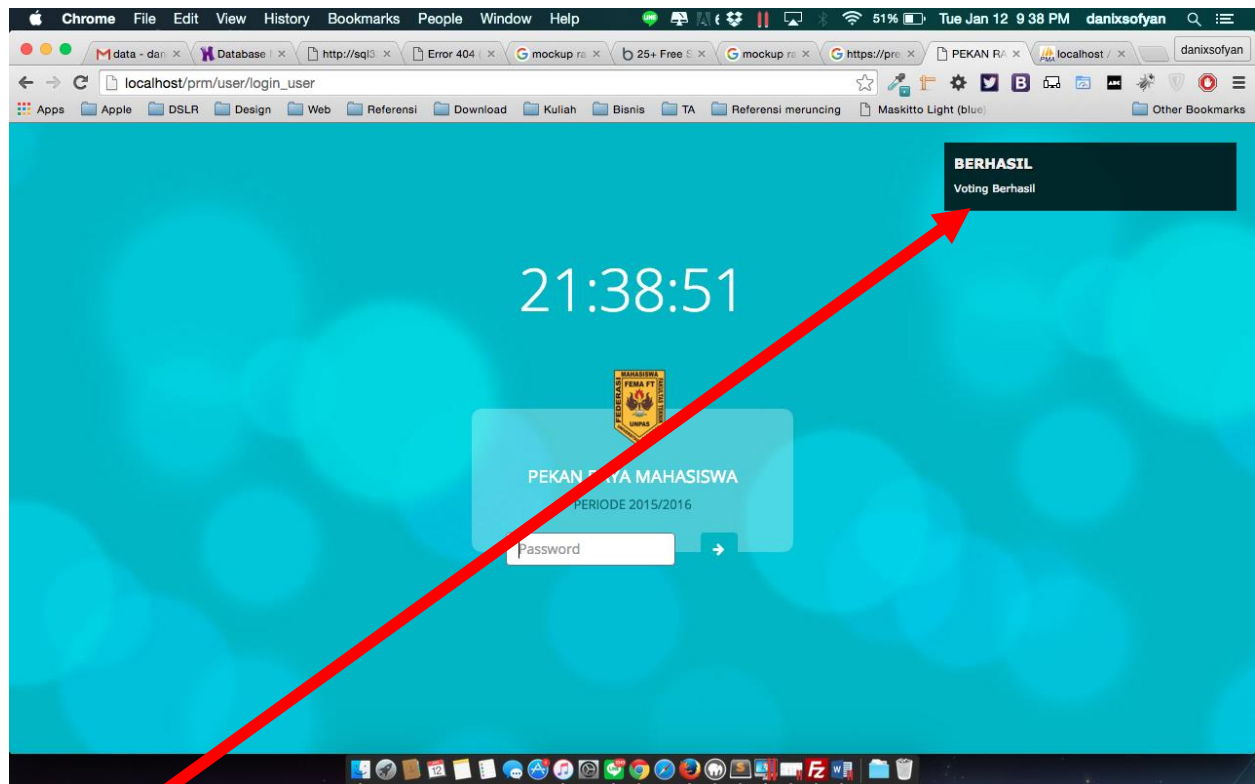 Chrome File Edit View History Bookmarks People Window Help 51% Tue Jan 12 9 38 PM danixsofyan
M data - dan Database http://sql3 Error 404 mockup ra 25+ Free S mockup ra https://pre PEKAN RA localhost / danixsofyan
localhost/prm/user/login_user
Apps Apple DSLR Design Web Referensi Download Kuliah Bisnis TA Referensi meruncing Maskitto Light (blue) Other Bookmarks
BERHASIL
Voting Berhasil
21:38:51
MAHASISWA
FEDERASI
FEMA FT
UNPAS
PEKAN RAYA MAHASISWA
PERIODE 2015/2016
Password